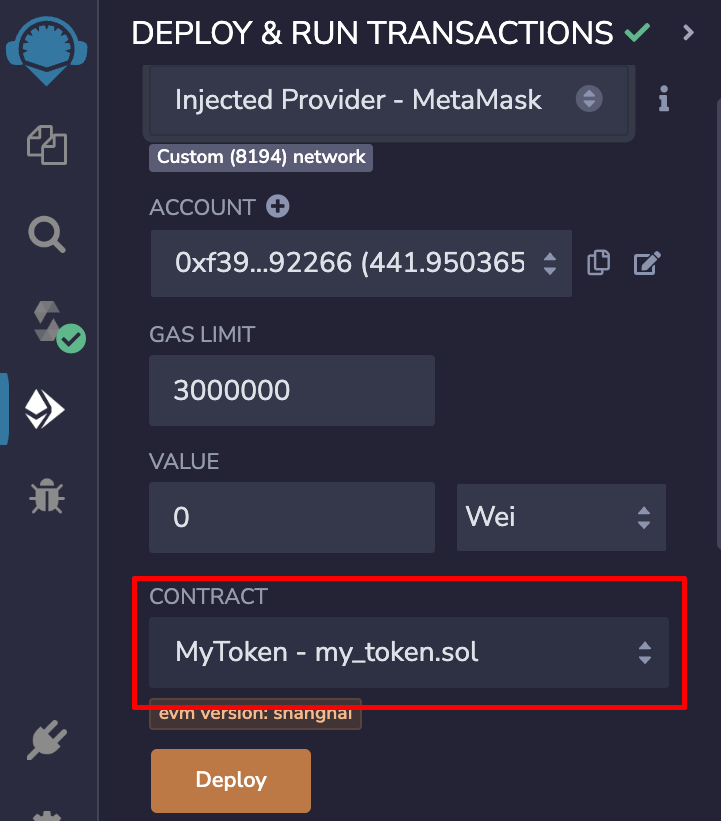 DEPLOY & RUN TRANSACTIONS
Injected Provider - MetaMask
Custom (8194) network
ACCOUNT
0xf39...92266 (441.950365
GAS LIMIT
3000000
VALUE
0 Wei
CONTRACT
MyToken - my_token.sol
evm version: shanghai
Deploy